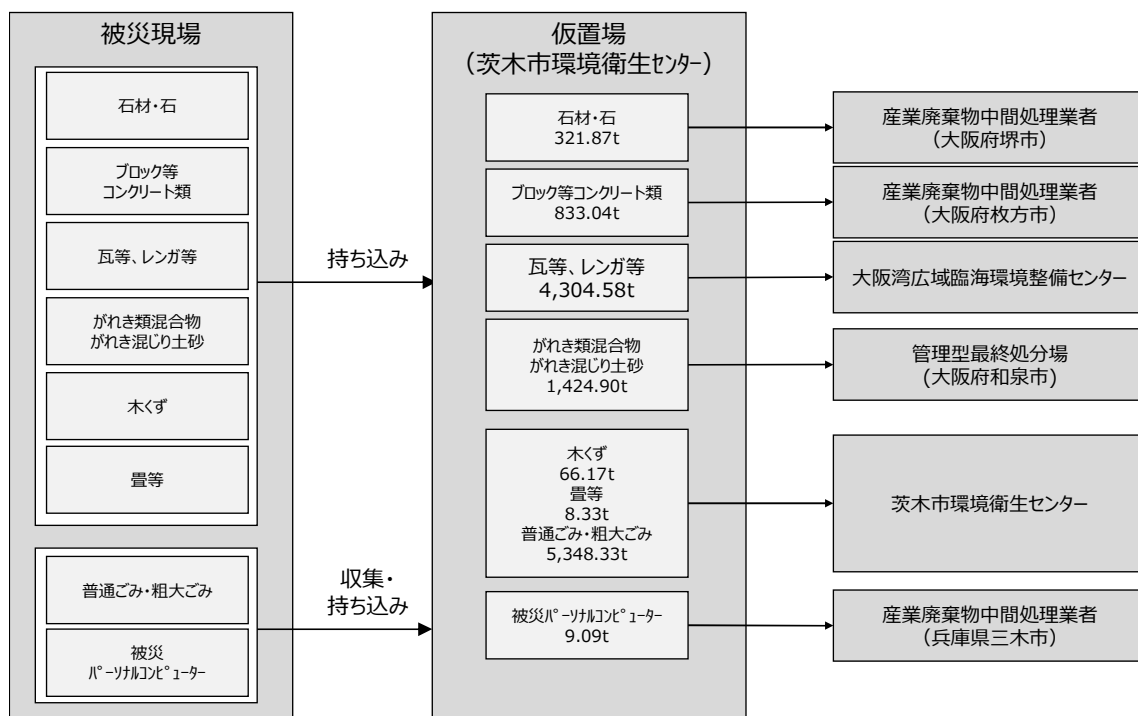 被災現場
石材・石
ブロック等
コンクリート類
瓦等、レンガ等
がれき類混合物
がれき混じり土砂
木くず
畳等
普通ごみ・粗大ごみ
被災
ﾊﾟｰｿﾅﾙｺﾝﾋﾟｭｰﾀｰ
持ち込み
収集・
持ち込み
仮置場
（茨木市環境衛生ｾﾝﾀｰ）
石材・石
321.87t
ブロック等コンクリート類
833.04t
瓦等、レンガ等
4,304.58t
がれき類混合物
がれき混じり土砂
1,424.90t
木くず
66.17t
畳等
8.33t
普通ごみ・粗大ごみ
5,348.33t
被災ﾊﾟｰｿﾅﾙｺﾝﾋﾟｭｰﾀｰ
9.09t
産業廃棄物中間処理業者
（大阪府堺市）
産業廃棄物中間処理業者
（大阪府枚方市）
大阪湾広域臨海環境整備センター
管理型最終処分場
(大阪府和泉市)
茨木市環境衛生センター
産業廃棄物中間処理業者
（兵庫県三木市）